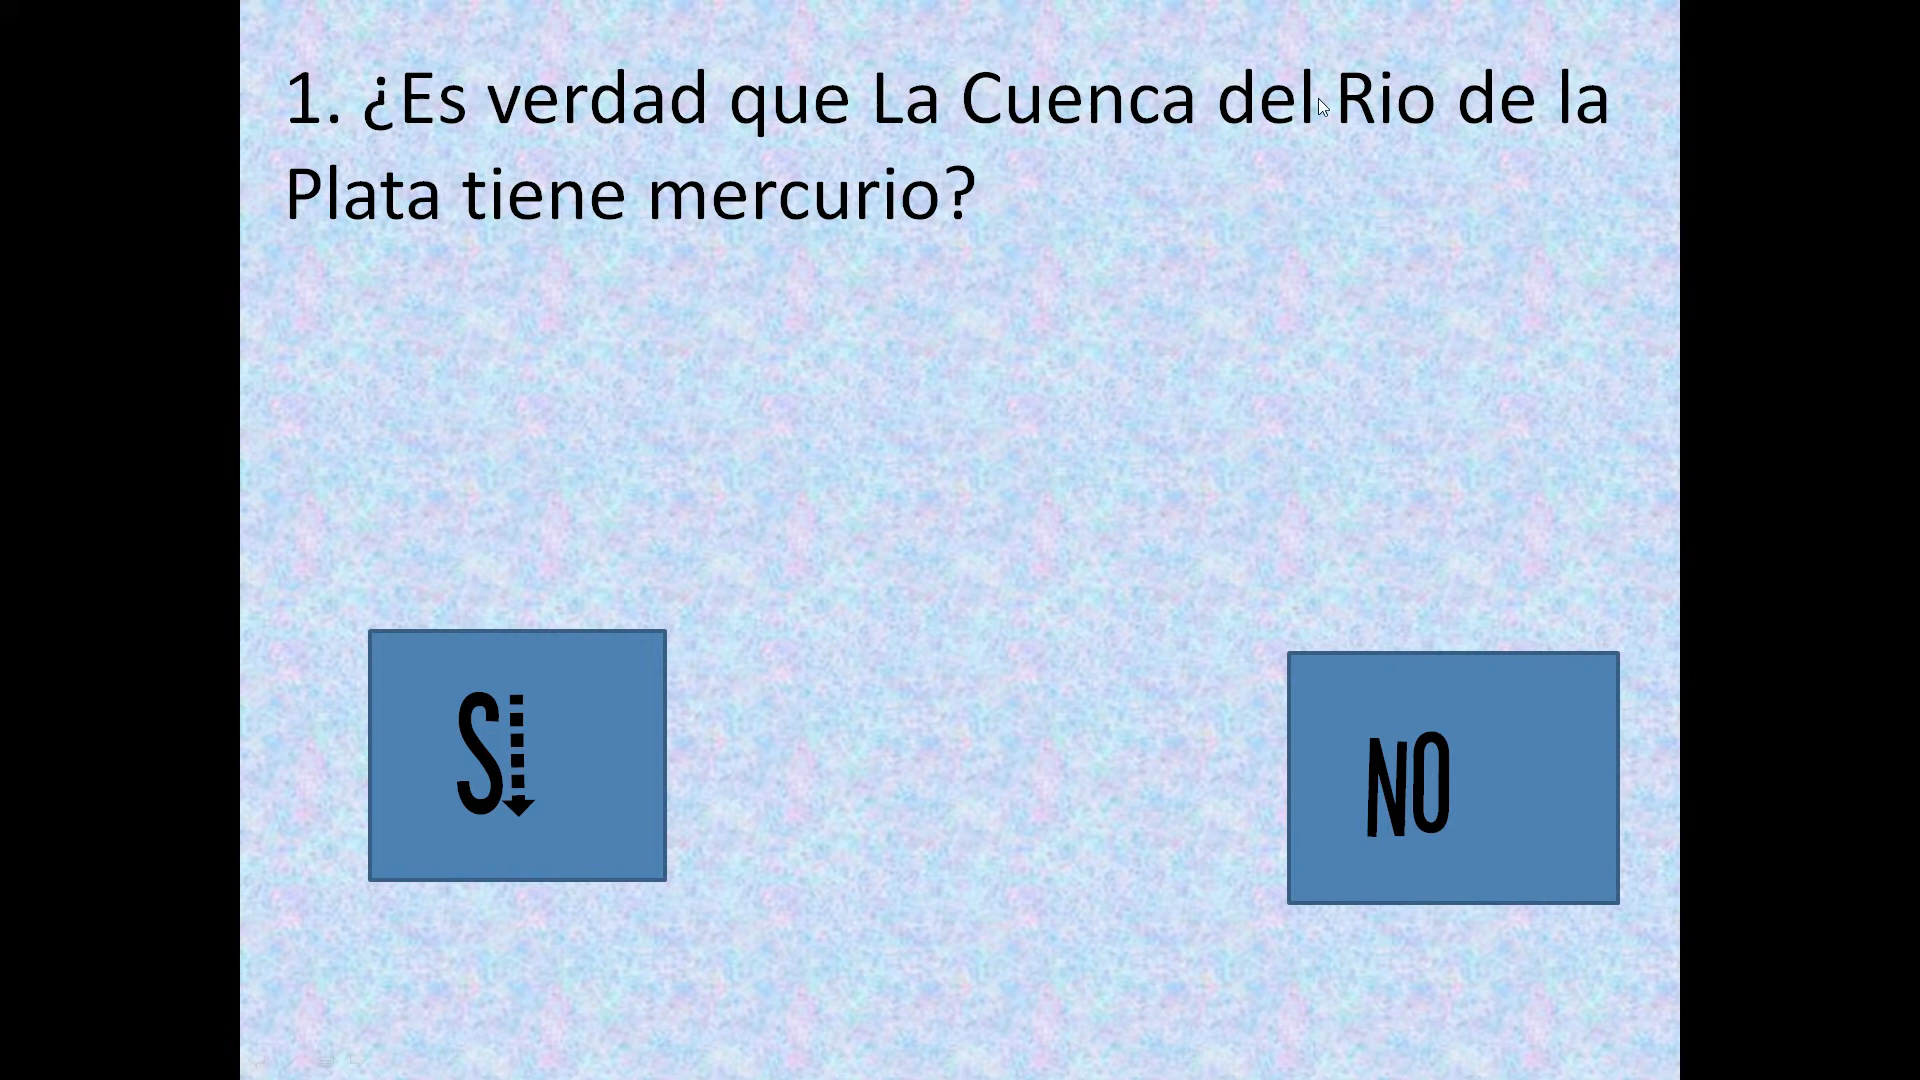 1. ¿Es verdad que La Cuenca del Rio de la
Plata tiene mercurio?
SI
NO